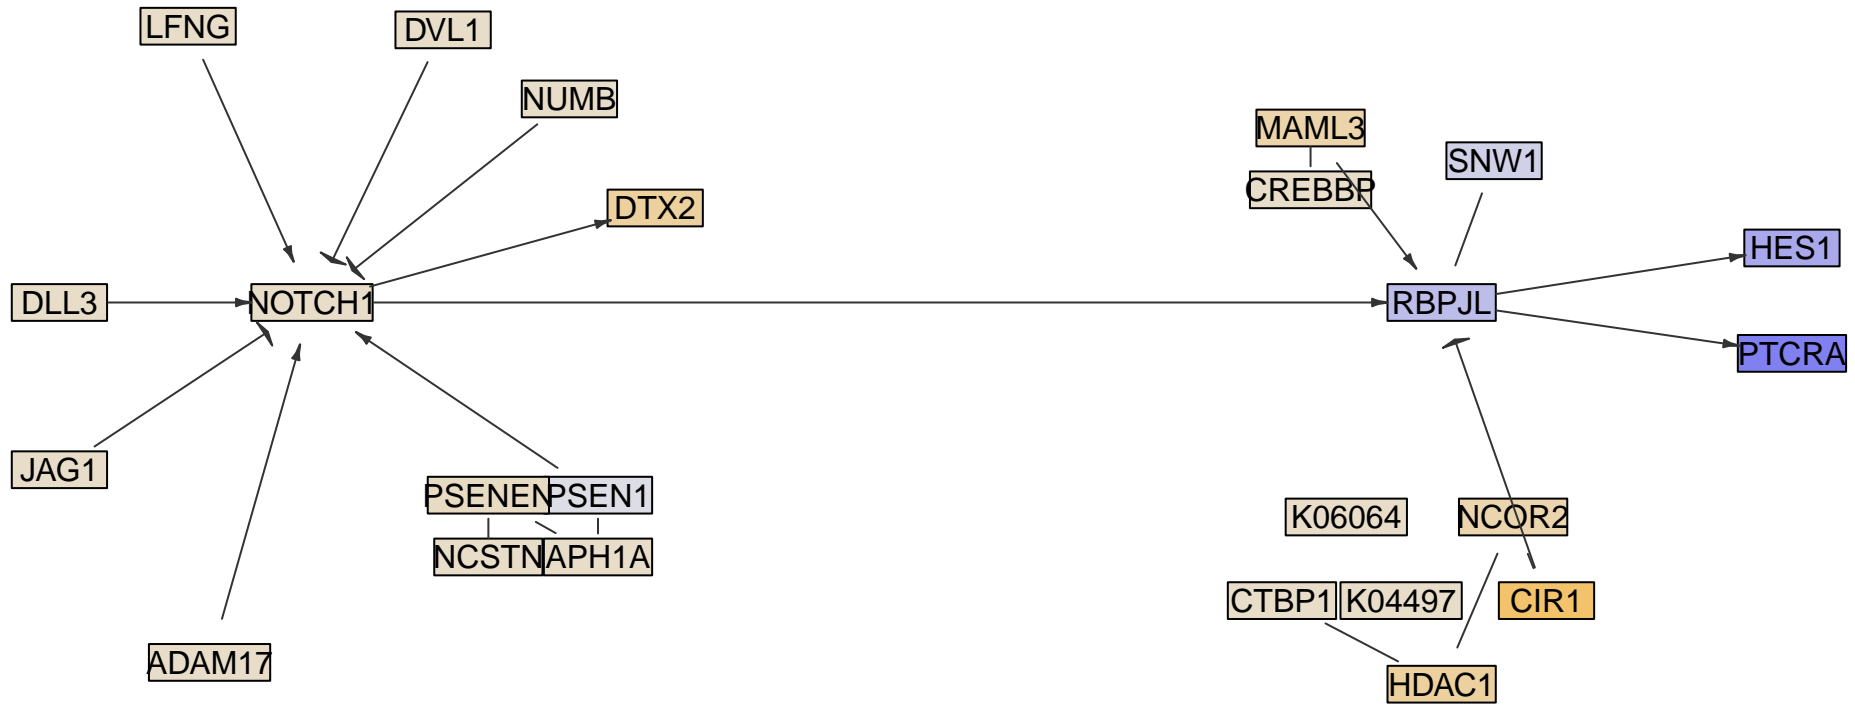 LFNG
DVL1
NUMB
MAML3
SNW1
CREBBP
DTX2
HES1
DLL3
NOTCH1
RBPJL
PTCRA
JAG1
PSENEN
PSEN1
K06064
NCOR2
NCSTN
APH1A
CTBP1
K04497
CIR1
ADAM17
HDAC1